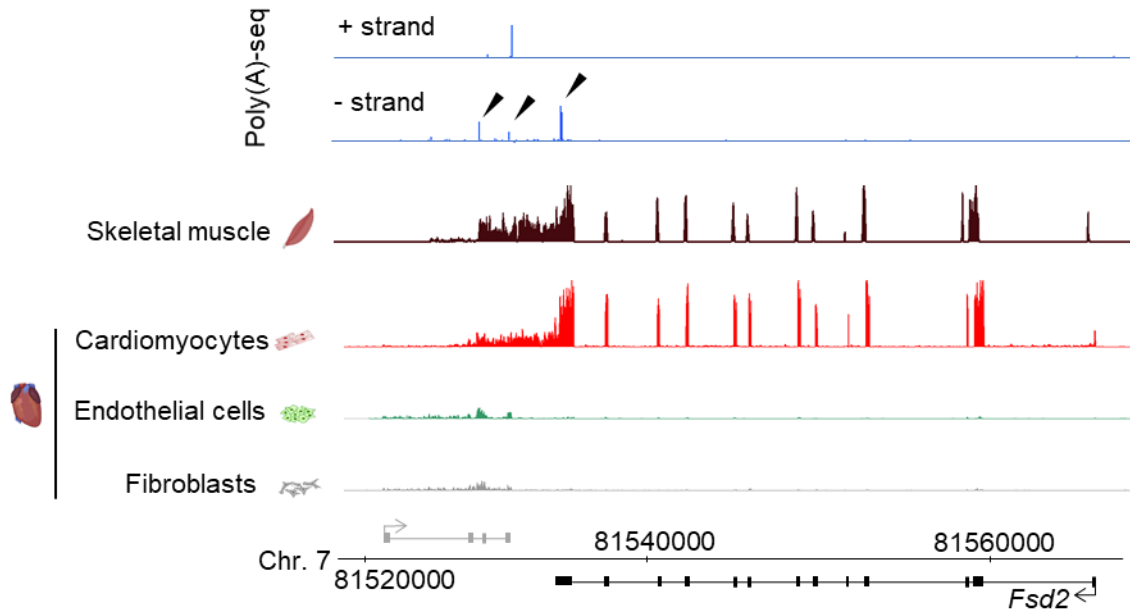 Poly(A)-seq
+ strand
- strand
Skeletal muscle
Cardiomyocytes
Endothelial cells
Fibroblasts
Chr. 7
81520000
81540000
81560000
Fsd2